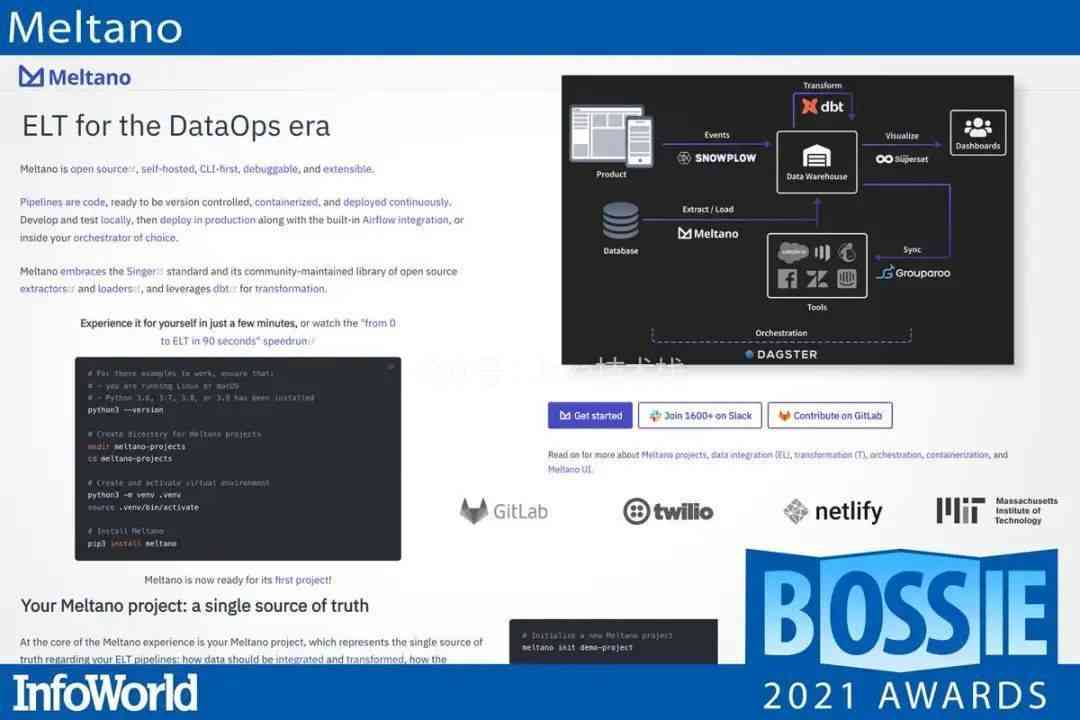 Meltano
Meltano
ELT for the DataOps era
Meltano is open source, self-hosted, CLI-first, debuggable, and extensible.
Pipelines are code, ready to be version controlled, containerized, and deployed continuously.
Develop and test locally, then deploy in production along with the built-in Airflow integration, or
inside your orchestrator of choice.
Meltano embraces the Singer standard and its community-maintained library of open source
extractors and loaders, and leverages dbt for transformation.
Experience it for yourself in just a few minutes, or watch the "from 0
to ELT in 90 seconds" speedrun
# For these examples to work, ensure that:
# - you are running Linux or macOS
# - Python 3.6, 3.7, 3.8, or 3.9 has been installed
python3 --version
# Create directory for Meltano projects
mkdir meltano-projects
cd meltano-projects
# Create and activate virtual environment
python3 -m venv .venv
source .venv/bin/activate
# Install Meltano
pip3 install meltano
Meltano is now ready for its first project!
Your Meltano project: a single source of truth
At the core of the Meltano experience is your Meltano project, which represents the single source of
truth regarding your ELT pipelines: how data should be integrated and transformed, how the
Transform
dbt
Product
Events
SNOWPLOW
Data Warehouse
Visualize
Superset
Dashboards
Database
Extract / Load
Meltano
Tools
Sync
Grouparoo
Orchestration
DAGSTER
技术栈
Get started
Join 1600+ on Slack
Contribute on GitLab
Read on for more about Meltano projects, data integration (EL), transformation (T), orchestration, containerization, and
Meltano UI.
GitLab
twilio
netlify
MIT
Massachusetts
Institute of
Technology
# Initialize a new Meltano project
meltano init demo-project
BOSSIE
2021 AWARDS
InfoWorld